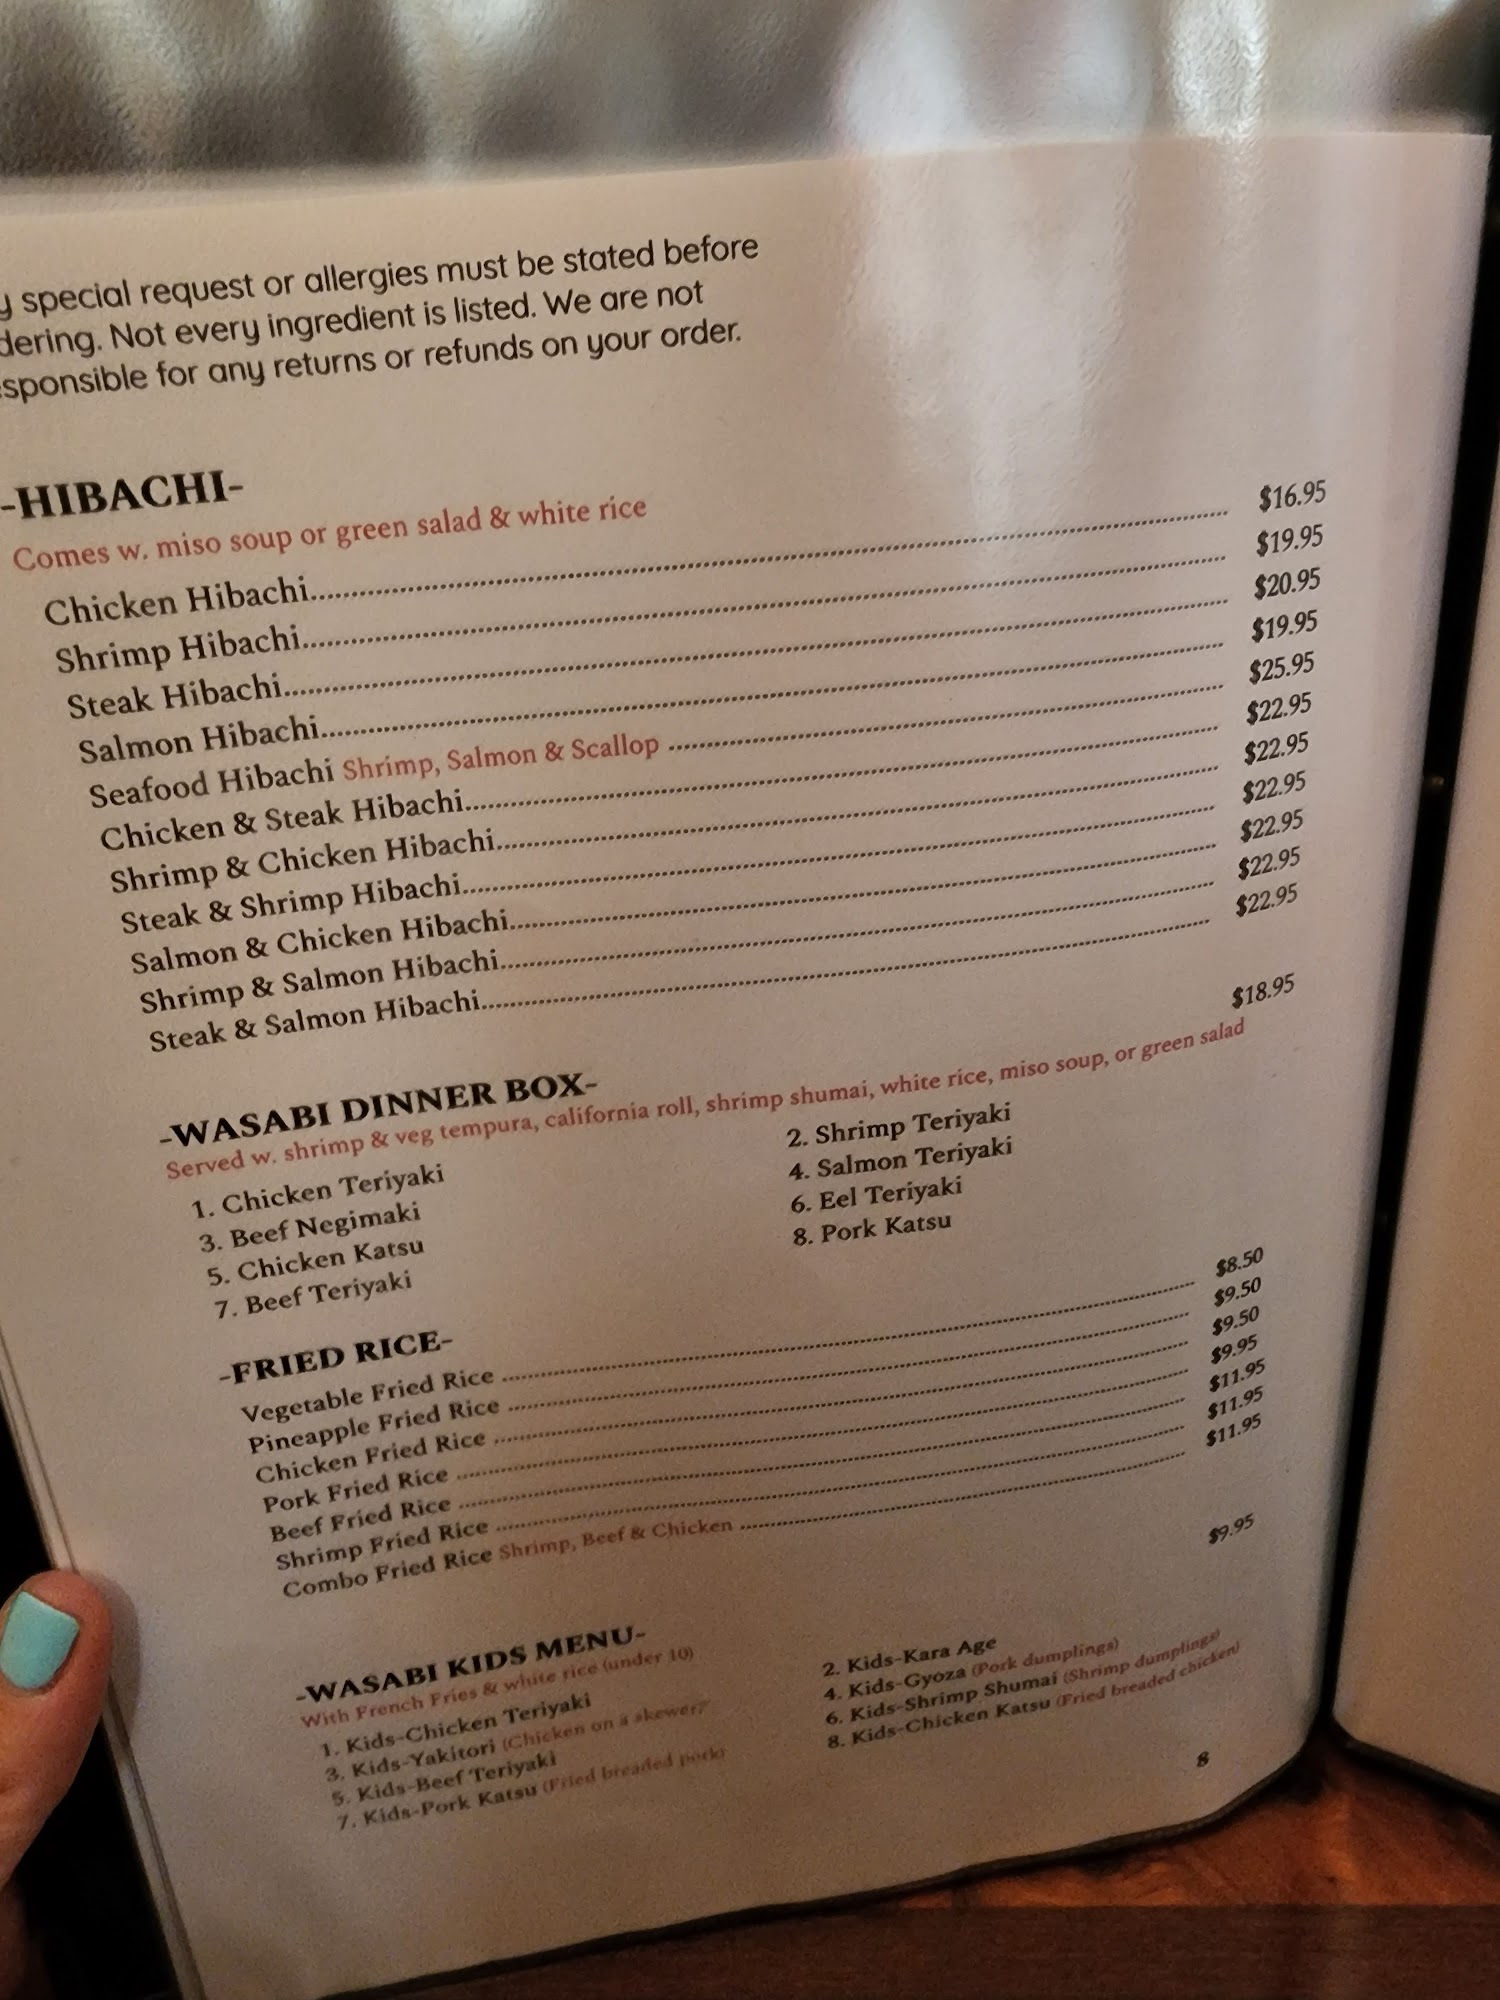 y special request or allergies must be stated before
dering. Not every ingredient is listed. We are not
sponsible for any returns or refunds on your order.
-HIBACHI-
Comes w. miso soup or green salad & white rice
Chicken Hibachi.......... $16.95
Shrimp Hibachi.......... $19.95
Steak Hibachi.......... $20.95
Salmon Hibachi.......... $19.95
Seafood Hibachi Shrimp, Salmon & Scallop .......... $25.95
Chicken & Steak Hibachi.......... $22.95
Shrimp & Chicken Hibachi.......... $22.95
Steak & Shrimp Hibachi.......... $22.95
Salmon & Chicken Hibachi.......... $22.95
Shrimp & Salmon Hibachi.......... $22.95
Steak & Salmon Hibachi.......... $22.95
-WASABI DINNER BOX- $18.95
Served w. shrimp & veg tempura, california roll, shrimp shumai, white rice, miso soup, or green salad
1. Chicken Teriyaki 2. Shrimp Teriyaki
3. Beef Negimaki 4. Salmon Teriyaki
5. Chicken Katsu 6. Eel Teriyaki
7. Beef Teriyaki 8. Pork Katsu
-FRIED RICE-
Vegetable Fried Rice .......... $8.50
Pineapple Fried Rice .......... $9.50
Chicken Fried Rice .......... $9.50
Pork Fried Rice .......... $9.95
Beef Fried Rice .......... $11.95
Shrimp Fried Rice .......... $11.95
Combo Fried Rice Shrimp, Beef & Chicken .......... $11.95
-WASABI KIDS MENU- $9.95
With French Fries & white rice (under 10)
1. Kids-Chicken Teriyaki 2. Kids-Kara Age
3. Kids-Yakitori (Chicken on a skewer) 4. Kids-Gyoza (Pork dumplings)
5. Kids-Beef Teriyaki 6. Kids-Shrimp Shumai (Shrimp dumplings)
7. Kids-Pork Katsu (Fried breaded pork) 8. Kids-Chicken Katsu (Fried breaded chicken)
8